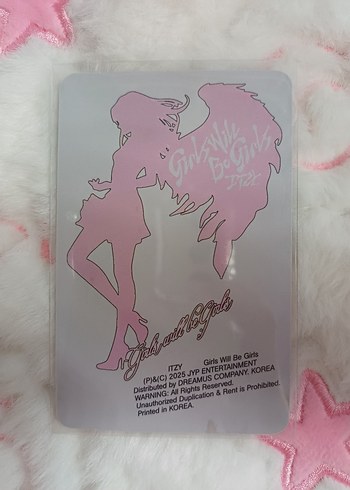 Girls Will
Be Girls
ITZY
Girls will be Girls
ITZY Girls Will Be Girls
(P)&(C) 2025 JYP ENTERTAINMENT
Distributed by DREAMUS COMPANY. KOREA
WARNING: All Rights Reserved.
Unauthorized Duplication & Rent is Prohibited.
Printed in KOREA.